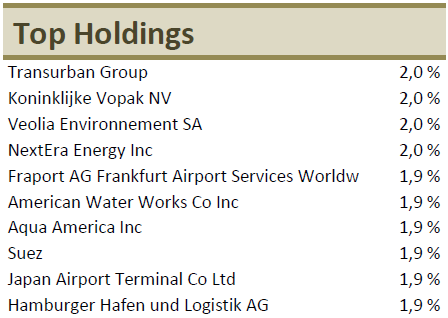 Top Holdings
Transurban Group 2,0 %
Koninklijke Vopak NV 2,0 %
Veolia Environnement SA 2,0 %
NextEra Energy Inc 2,0 %
Fraport AG Frankfurt Airport Services Worldw 1,9 %
American Water Works Co Inc 1,9 %
Aqua America Inc 1,9 %
Suez 1,9 %
Japan Airport Terminal Co Ltd 1,9 %
Hamburger Hafen und Logistik AG 1,9 %